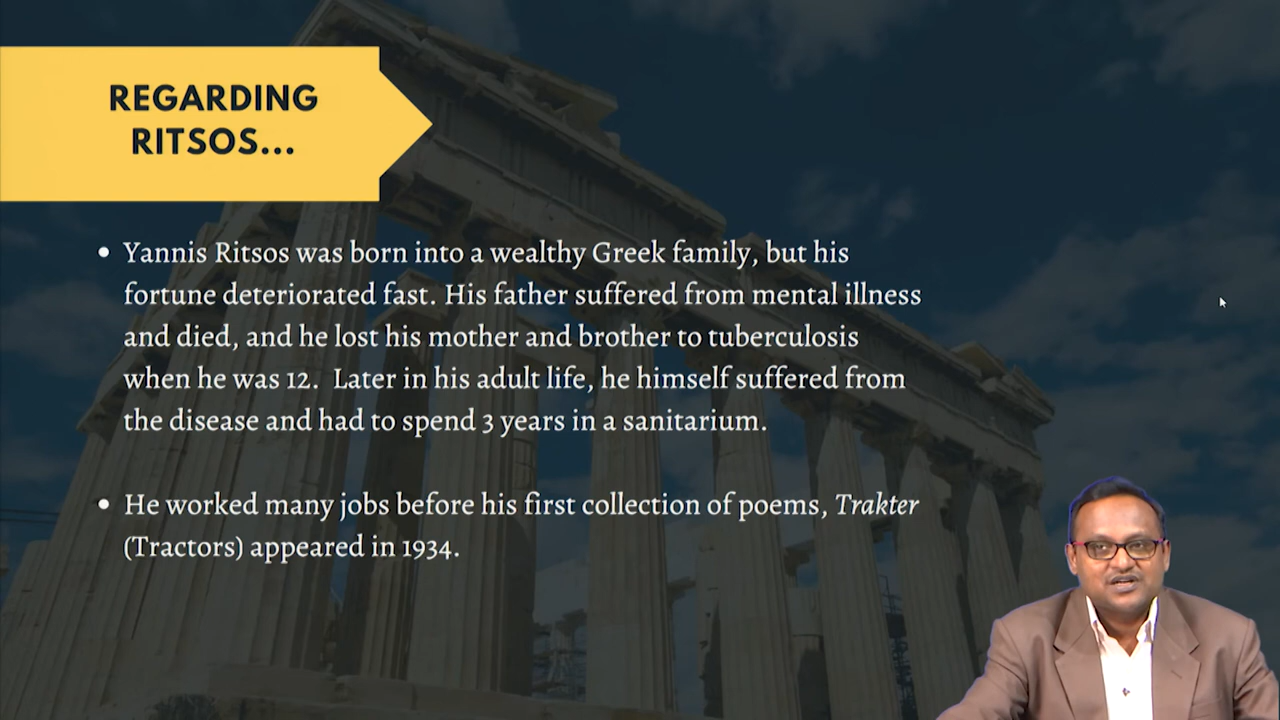 REGARDING
RITSOS...
• Yannis Ritsos was born into a wealthy Greek family, but his
fortune deteriorated fast. His father suffered from mental illness
and died, and he lost his mother and brother to tuberculosis
when he was 12.  Later in his adult life, he himself suffered from
the disease and had to spend 3 years in a sanitarium.
• He worked many jobs before his first collection of poems, Trakter
(Tractors) appeared in 1934.